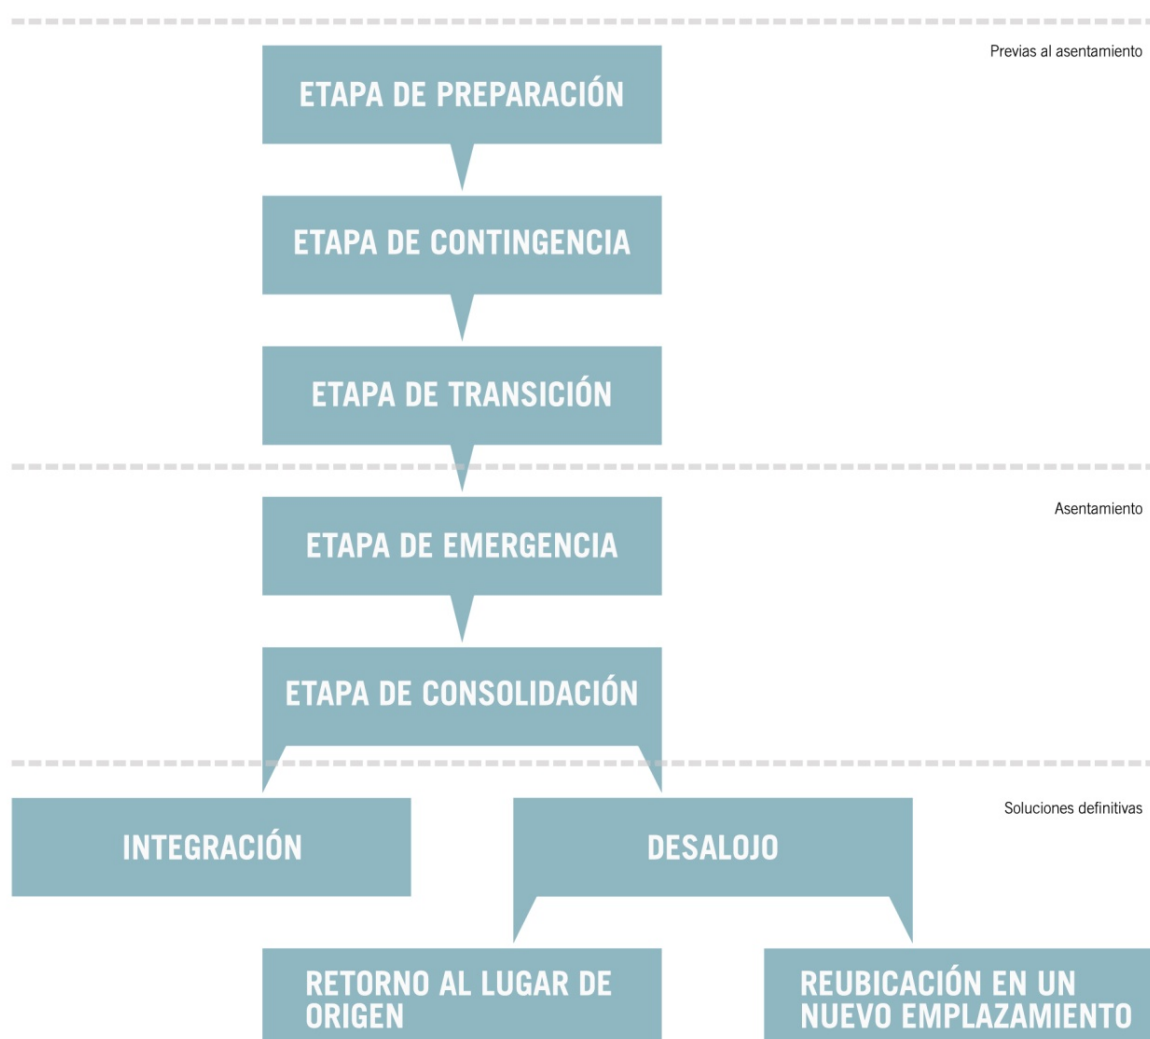 Previas al asentamiento
ETAPA DE PREPARACIÓN
ETAPA DE CONTINGENCIA
ETAPA DE TRANSICIÓN
Asentamiento
ETAPA DE EMERGENCIA
ETAPA DE CONSOLIDACIÓN
Soluciones definitivas
INTEGRACIÓN
DESALOJO
RETORNO AL LUGAR DE
ORIGEN
REUBICACIÓN EN UN
NUEVO EMPLAZAMIENTO